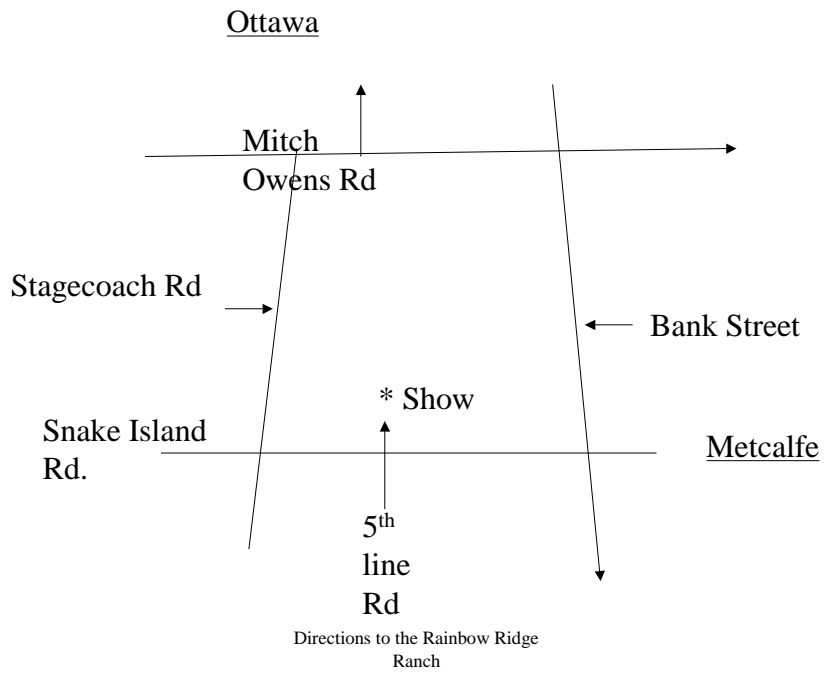 Ottawa
Mitch
Owens Rd
Stagecoach Rd
Bank Street
* Show
Snake Island
Rd.
Metcalfe
5th
line
Rd
Directions to the Rainbow Ridge
Ranch